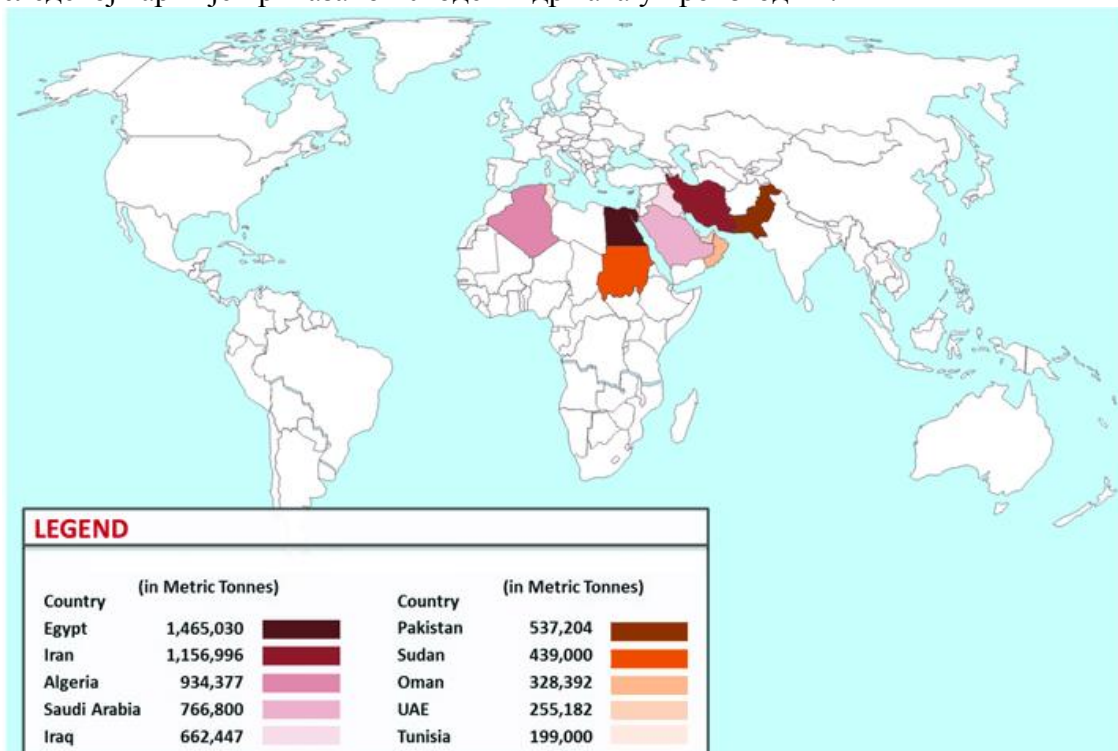 LEGEND
Country (in Metric Tonnes) Country (in Metric Tonnes)
Egypt 1,465,030 Pakistan 537,204
Iran 1,156,996 Sudan 439,000
Algeria 934,377 Oman 328,392
Saudi Arabia 766,800 UAE 255,182
Iraq 662,447 Tunisia 199,000